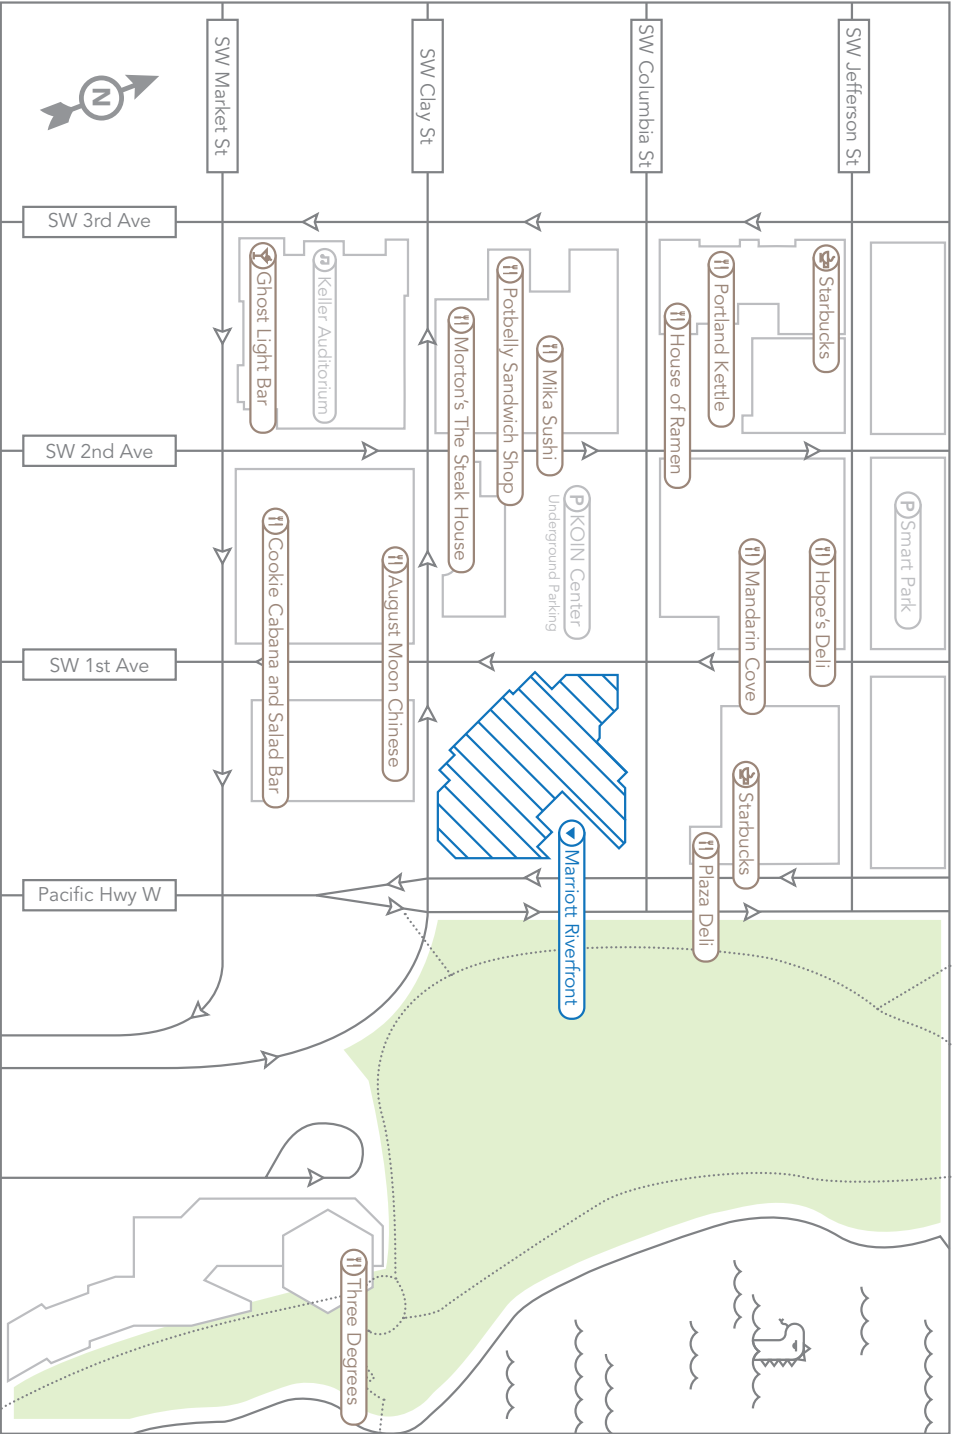 SW Market St
SW Clay St
SW Columbia St
SW Jefferson St
N
SW 3rd Ave
Ghost Light Bar
Keller Auditorium
Morton's The Steak House
Potbelly Sandwich Shop
Mika Sushi
House of Ramen
Portland Kettle
Starbucks
SW 2nd Ave
Cookie Cabana and Salad Bar
August Moon Chinese
P KOIN Center
Underground Parking
Mandarin Cove
Hope's Deli
P Smart Park
SW 1st Ave
Starbucks
Plaza Deli
Marriott Riverfront
Pacific Hwy W
Three Degrees